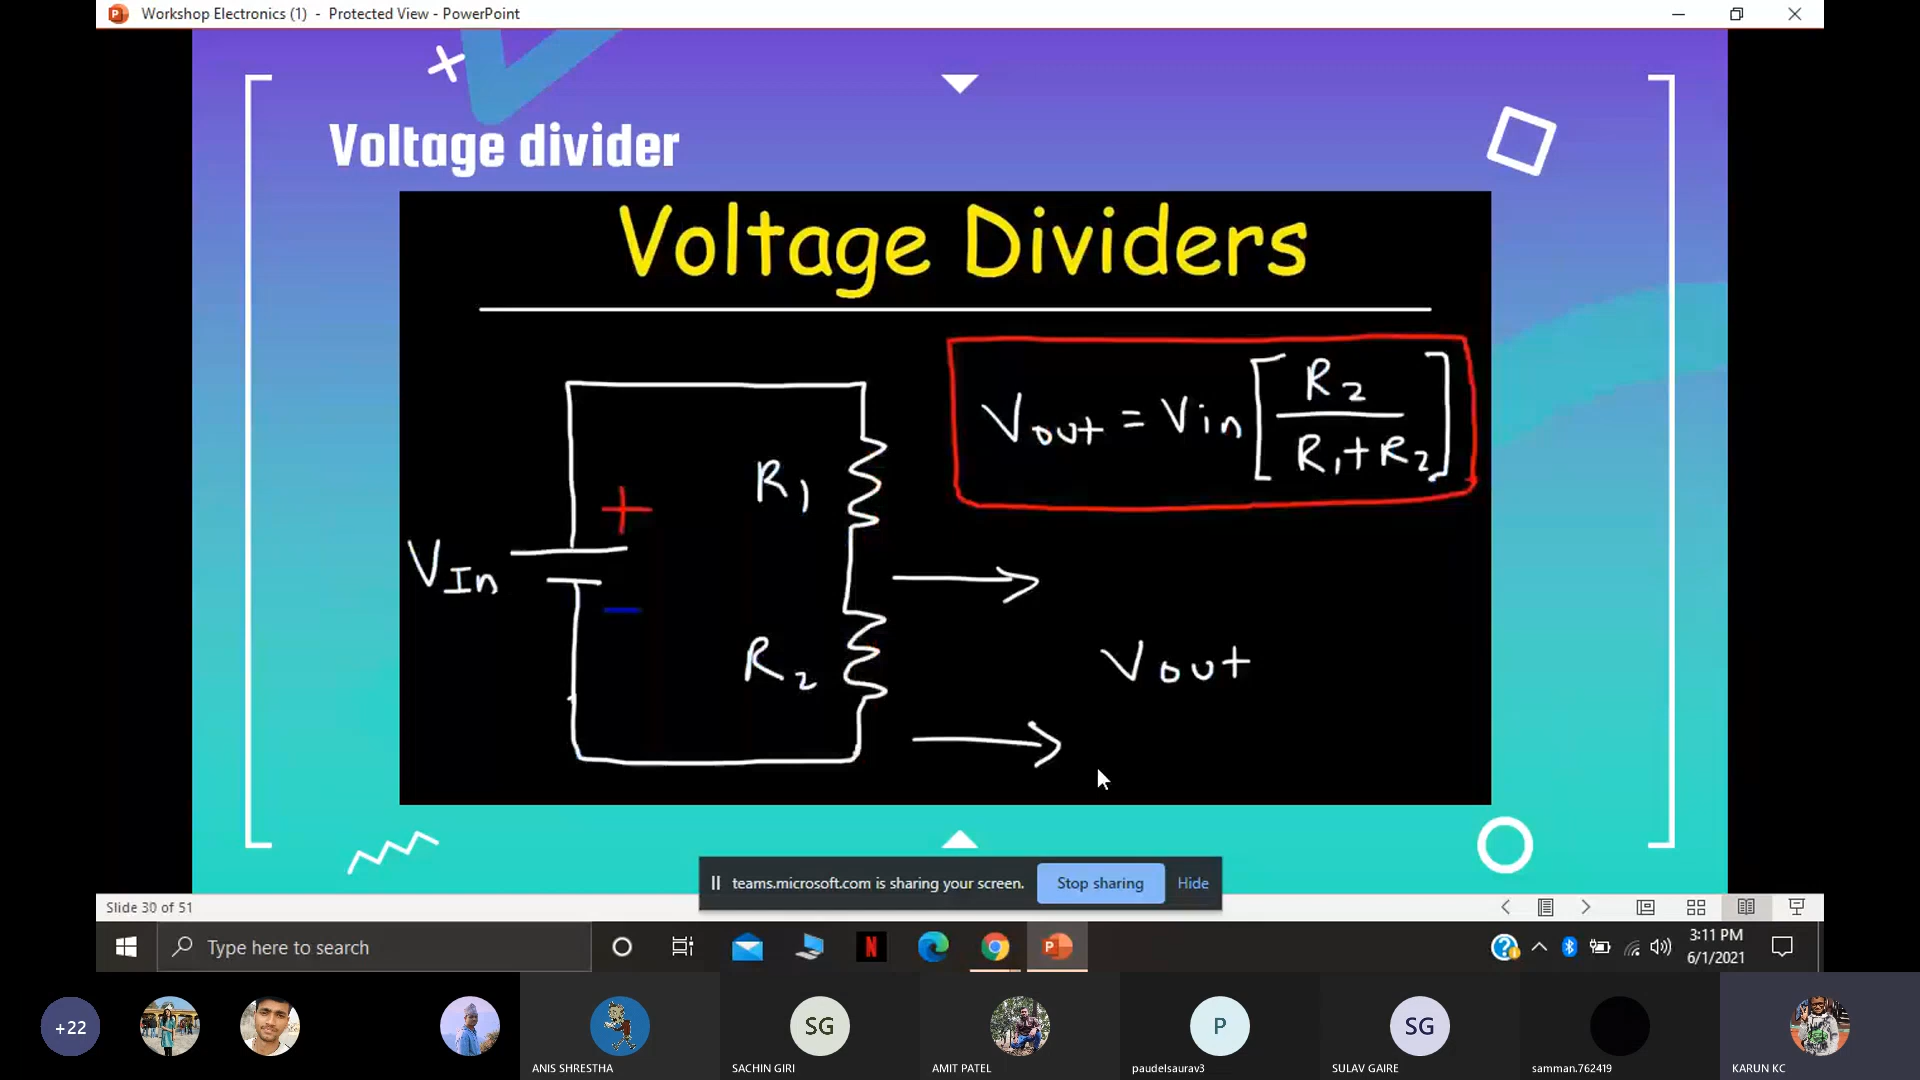 Workshop Electronics (1) - Protected View - PowerPoint
Voltage divider
Voltage Dividers
Vout = Vin [ R2 / R1+R2 ]
R1
+
VIn
−
R2
Vout
teams.microsoft.com is sharing your screen.
Stop sharing
Hide
Slide 30 of 51
Type here to search
3:11 PM
6/1/2021
+22
SG
P
SG
ANIS SHRESTHA
SACHIN GIRI
AMIT PATEL
paudelsaurav3
SULAV GAIRE
samman.762419
KARUN KC